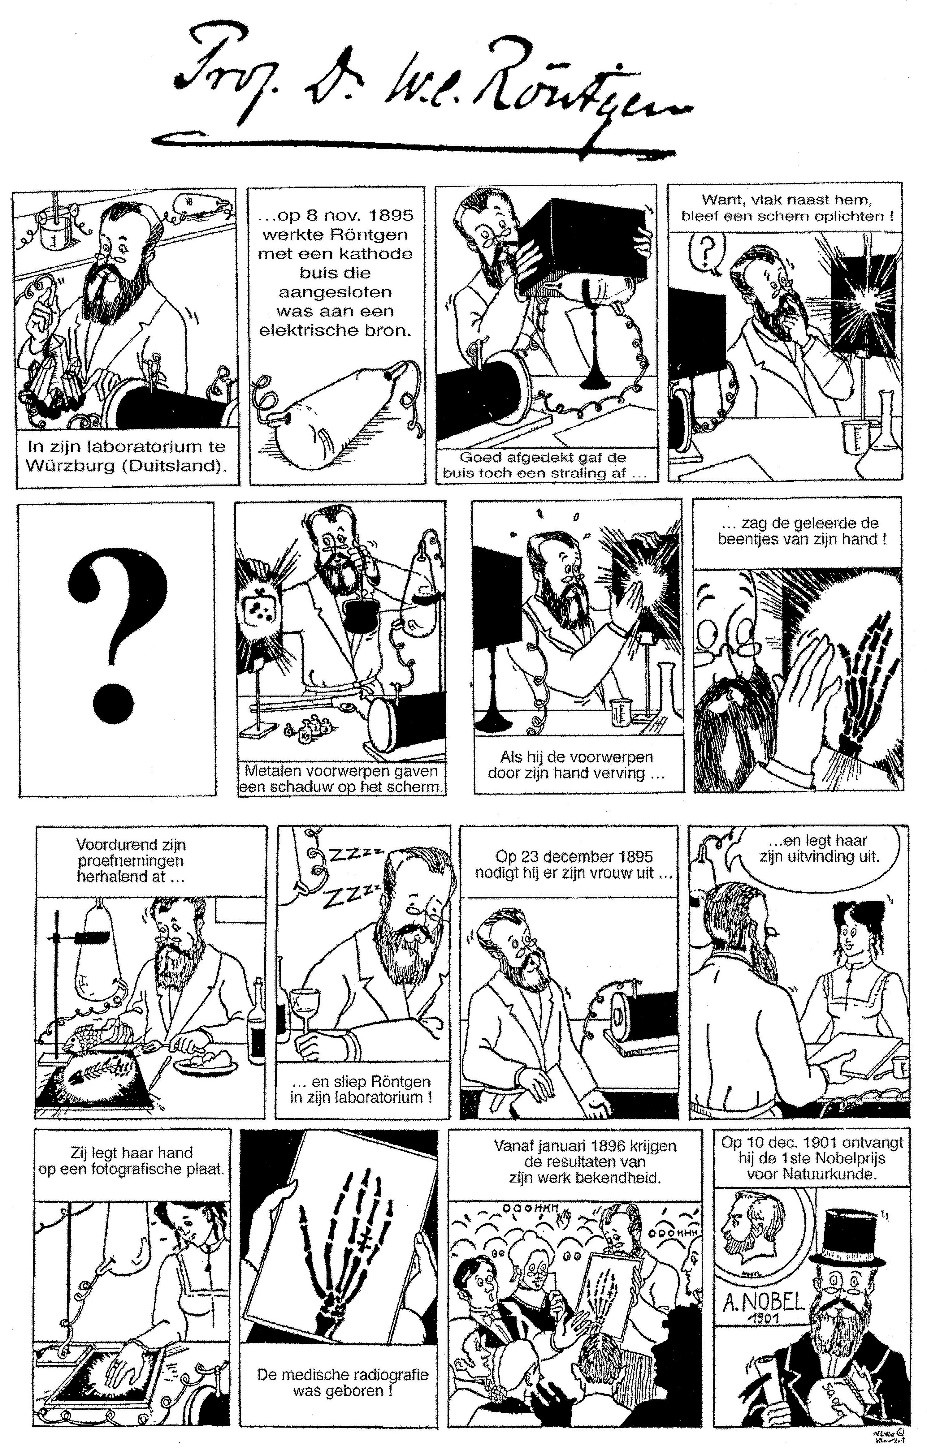 Prof. Dr. W.C. Röntgen
In zijn laboratorium te
Würzburg (Duitsland).
...op 8 nov. 1895
werkte Röntgen
met een kathode
buis die
aangesloten
was aan een
elektrische bron.
Goed afgedekt gaf de
buis toch een straling af ...
Want, vlak naast hem,
bleef een scherm oplichten !
?
?
Metalen voorwerpen gaven
een schaduw op het scherm.
Als hij de voorwerpen
door zijn hand verving ...
... zag de geleerde de
beentjes van zijn hand !
Voordurend zijn
proefnemingen
herhalend at ...
ZZZZ...
ZZZZ...
... en sliep Röntgen
in zijn laboratorium !
Op 23 december 1895
nodigt hij er zijn vrouw uit ...
...en legt haar
zijn uitvinding uit.
Zij legt haar hand
op een fotografische plaat.
De medische radiografie
was geboren !
Vanaf januari 1896 krijgen
de resultaten van
zijn werk bekendheid.
OOOHHH
OOOHHH
Op 10 dec. 1901 ontvangt
hij de 1ste Nobelprijs
voor Natuurkunde.
A.NOBEL
1901